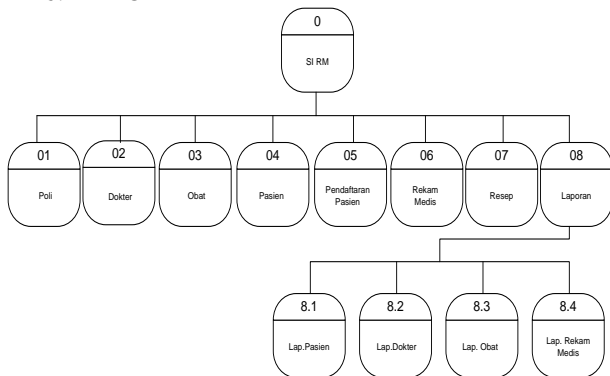 0
SI RM
01
02
03
04
05
06
07
08
Poli
Dokter
Obat
Pasien
Pendaftaran
Pasien
Rekam
Medis
Resep
Laporan
8.1
8.2
8.3
8.4
Lap.Pasien
Lap.Dokter
Lap. Obat
Lap. Rekam
Medis